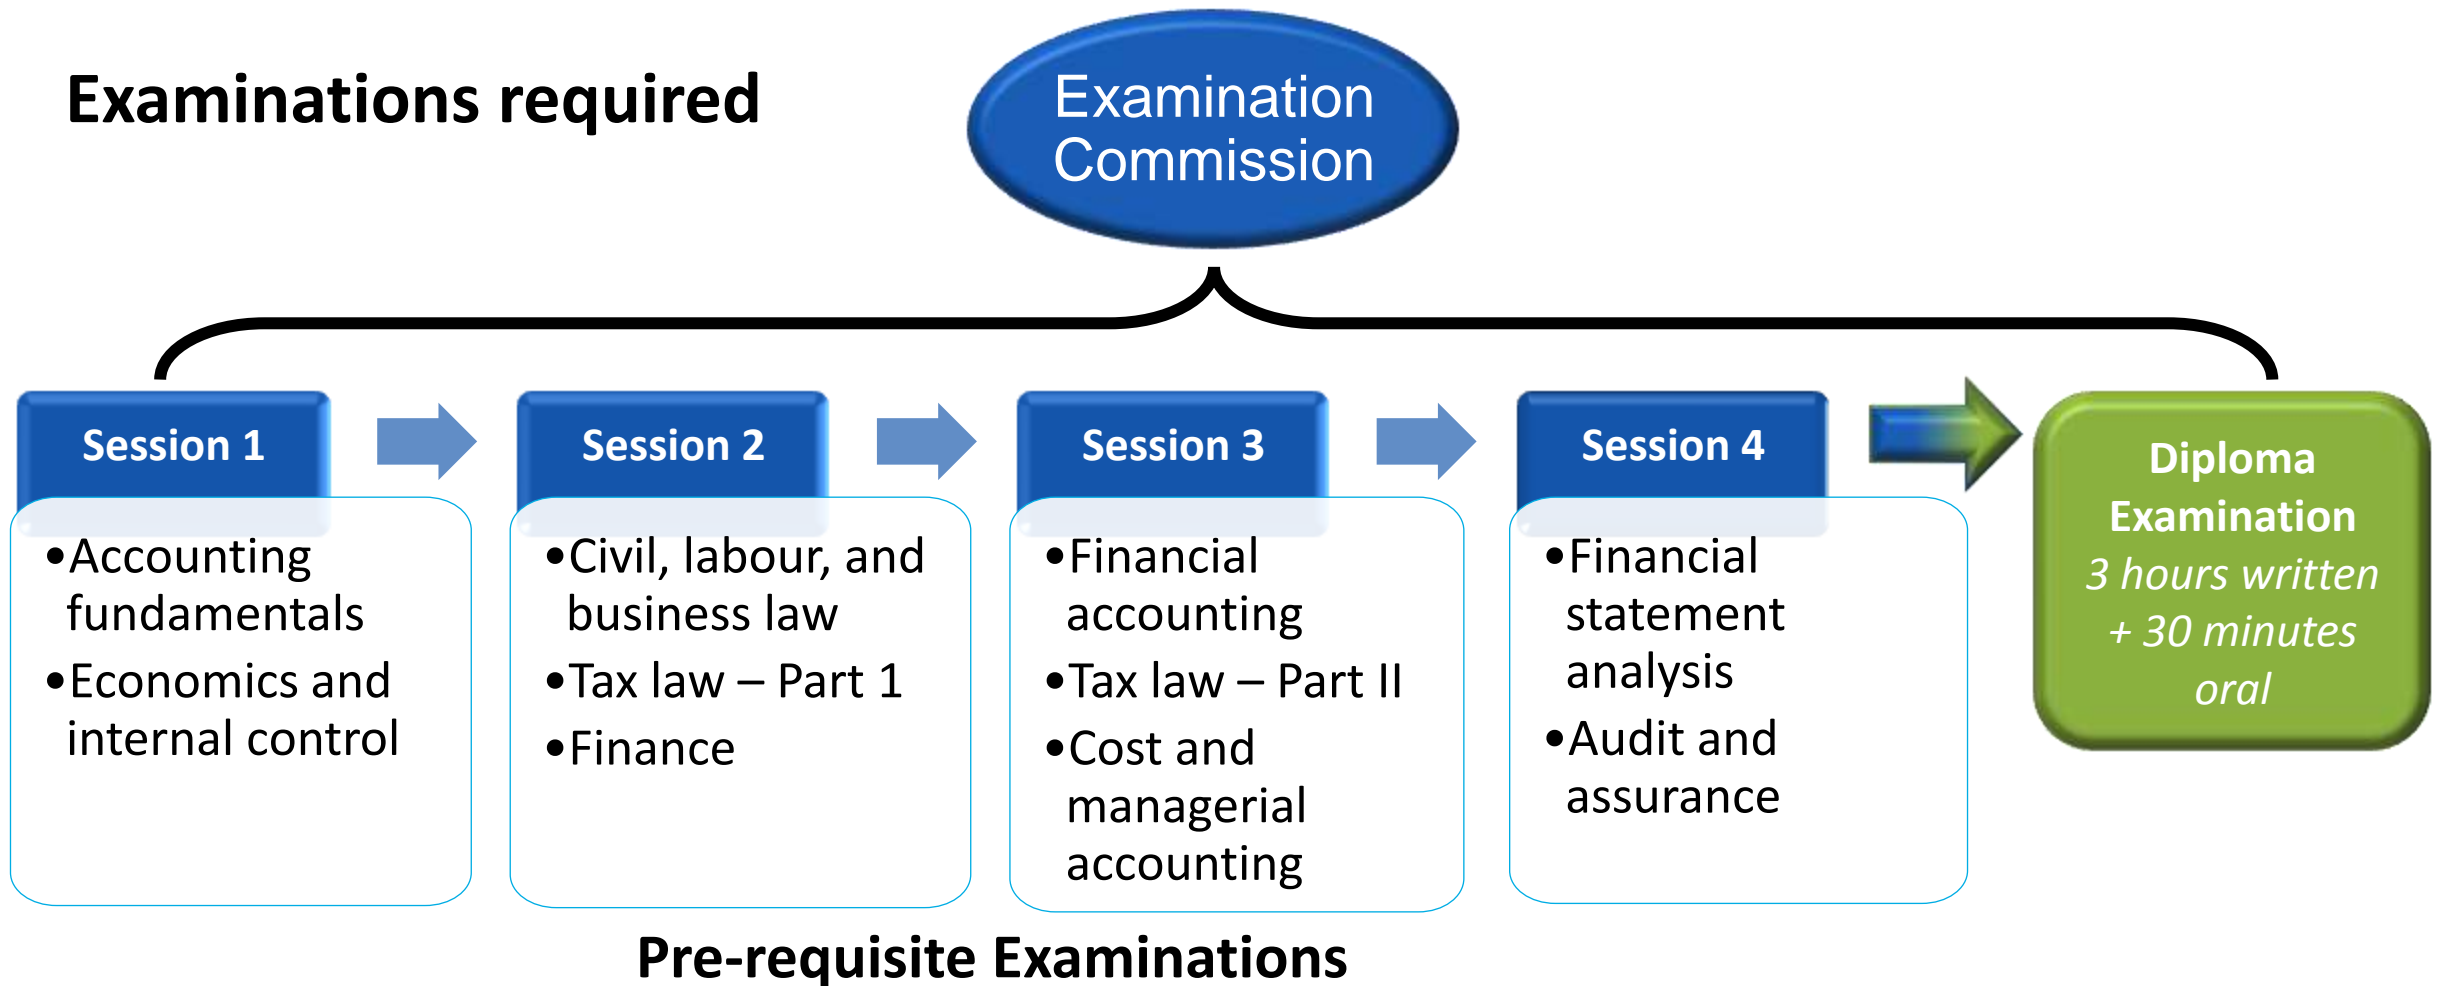 Examinations required
Examination
Commission
Session 1
•Accounting
fundamentals
•Economics and
internal control
Session 2
•Civil, labour, and
business law
•Tax law – Part 1
•Finance
Session 3
•Financial
accounting
•Tax law – Part II
•Cost and
managerial
accounting
Session 4
•Financial
statement
analysis
•Audit and
assurance
Diploma
Examination
3 hours written
+ 30 minutes
oral
Pre-requisite Examinations